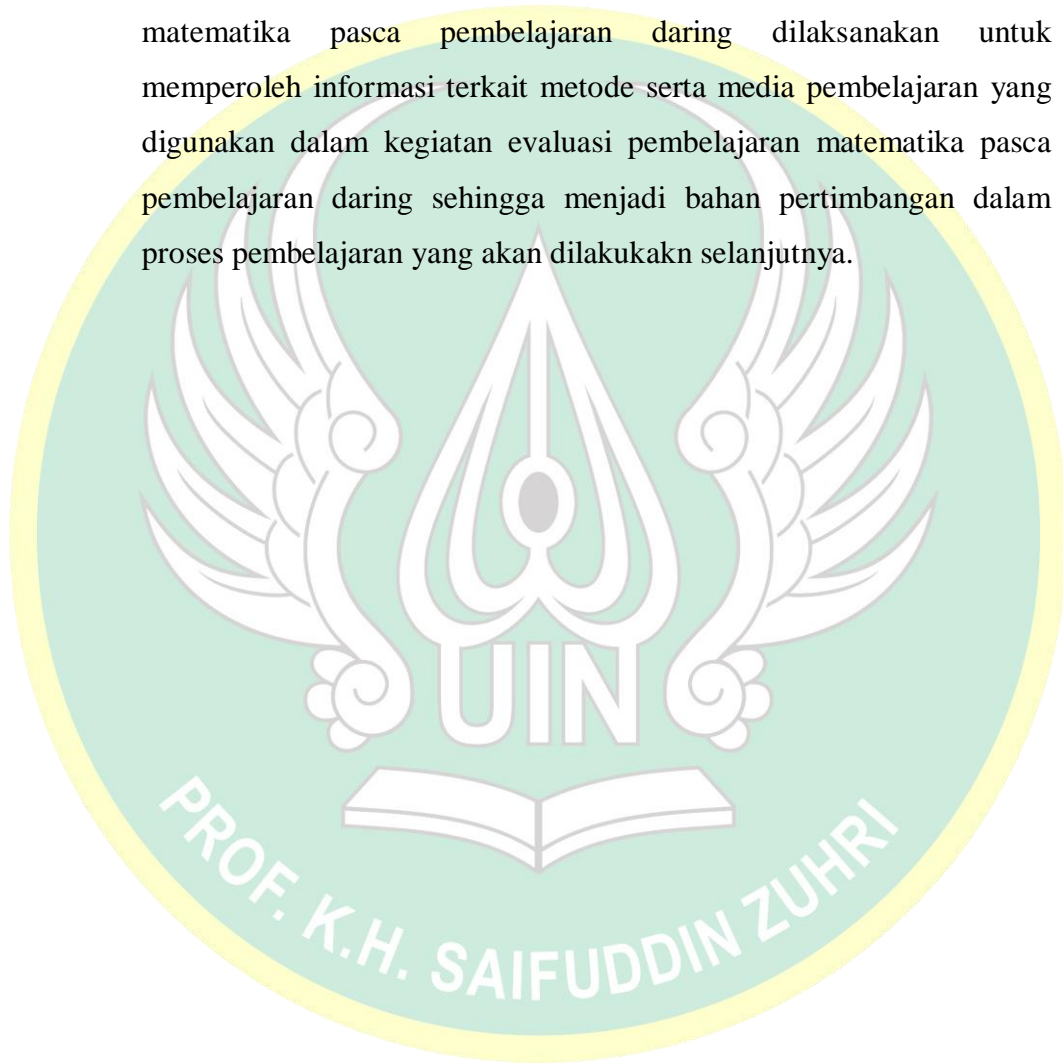 matematika pasca pembelajaran daring dilaksanakan untuk
memperoleh informasi terkait metode serta media pembelajaran yang
digunakan dalam kegiatan evaluasi pembelajaran matematika pasca
pembelajaran daring sehingga menjadi bahan pertimbangan dalam
proses pembelajaran yang akan dilakukakn selanjutnya.
UIN
PROF. K.H. SAIFUDDIN ZUHRI